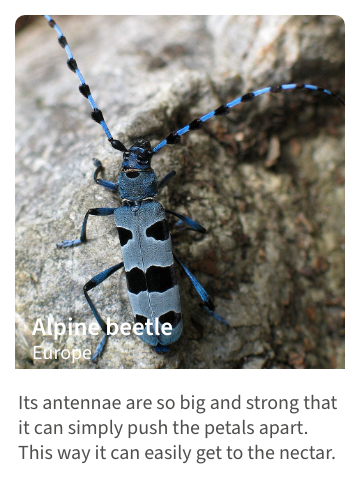 Alpine beetle
Europe
Its antennae are so big and strong that
it can simply push the petals apart.
This way it can easily get to the nectar.